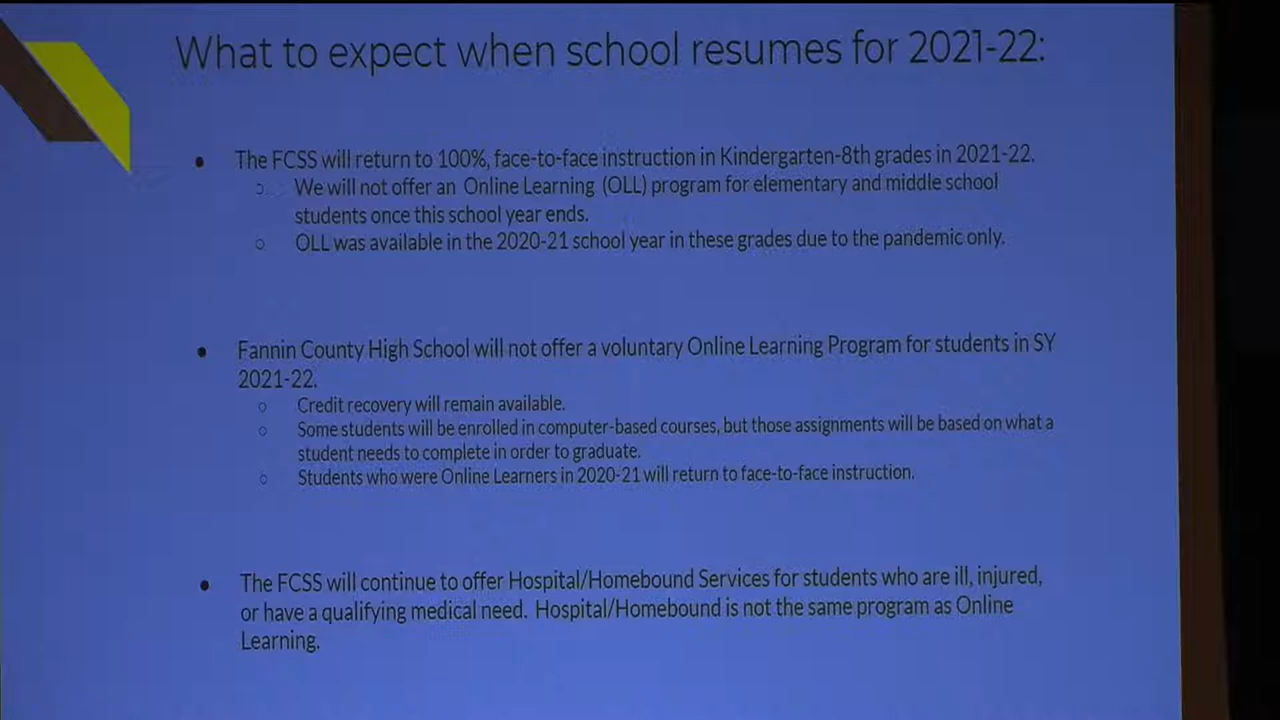 What to expect when school resumes for 2021-22:
The FCSS will return to 100%, face-to-face instruction in Kindergarten-8th grades in 2021-22.
We will not offer an Online Learning (OLL) program for elementary and middle school
students once this school year ends.
OLL was available in the 2020-21 school year in these grades due to the pandemic only.
Fannin County High School will not offer a voluntary Online Learning Program for students in SY
2021-22.
Credit recovery will remain available.
Some students will be enrolled in computer-based courses, but those assignments will be based on what a
student needs to complete in order to graduate.
Students who were Online Learners in 2020-21 will return to face-to-face instruction.
The FCSS will continue to offer Hospital/Homebound Services for students who are ill, injured,
or have a qualifying medical need. Hospital/Homebound is not the same program as Online
Learning.